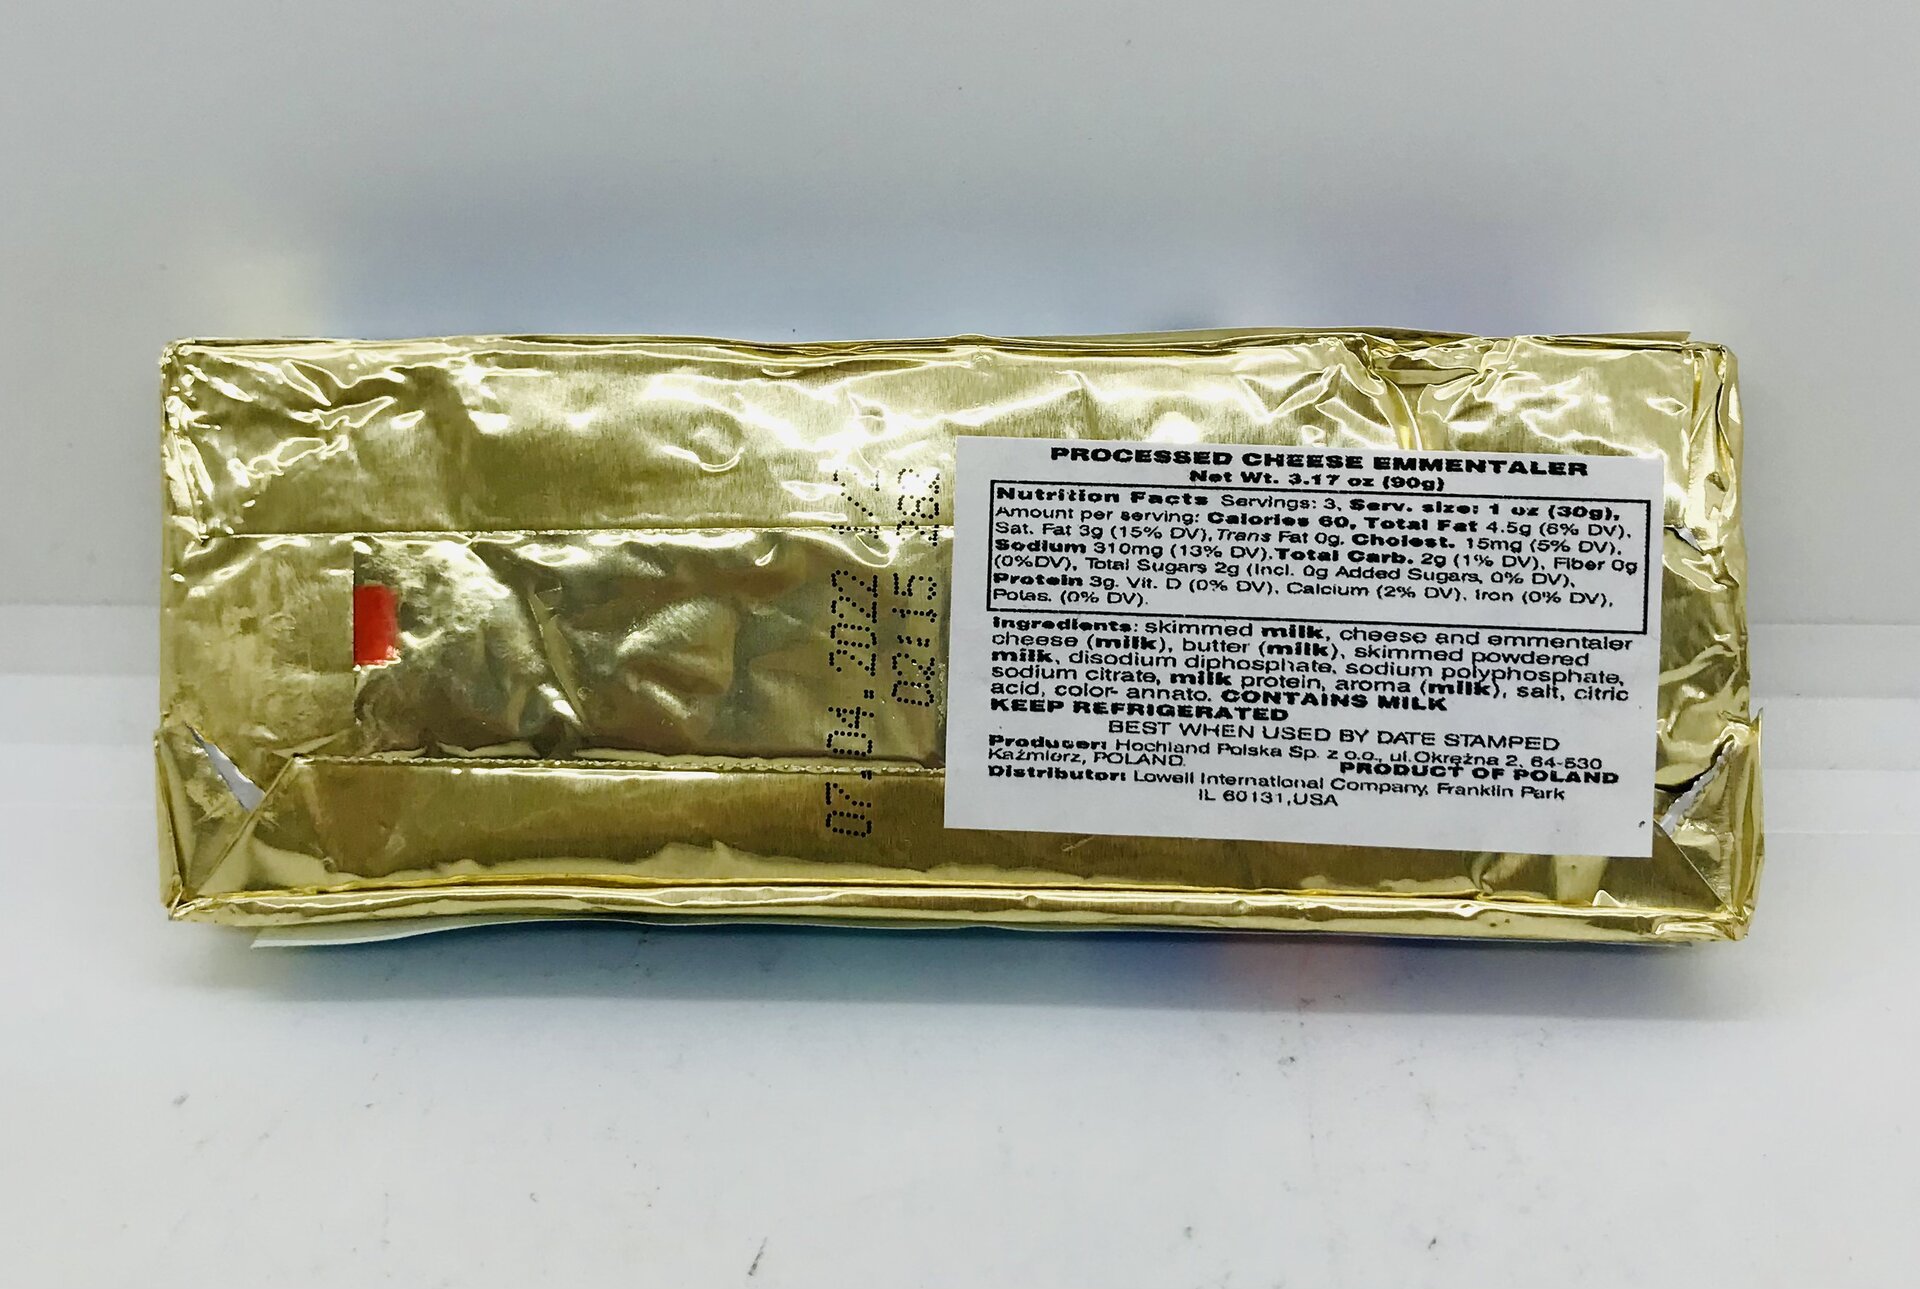 07.04.2022
08:15
PROCESSED CHEESE EMMENTALER
Net Wt. 3.17 oz (90g)
Nutrition Facts Servings: 3, Serv. size: 1 oz (30g),
Amount per serving: Calories 60, Total Fat 4.5g (6% DV),
Sat. Fat 3g (15% DV), Trans Fat 0g, Cholest. 15mg (5% DV),
Sodium 310mg (13% DV), Total Carb. 2g (1% DV), Fiber 0g
(0%DV), Total Sugars 2g (Incl. 0g Added Sugars, 0% DV),
Protein 3g. Vit. D (0% DV), Calcium (2% DV), Iron (0% DV),
Potas. (0% DV).
Ingredients: skimmed milk, cheese and emmentaler
cheese (milk), butter (milk), skimmed powdered
milk, disodium diphosphate, sodium polyphosphate,
sodium citrate, milk protein, aroma (milk), salt, citric
acid, color- annato. CONTAINS MILK
KEEP REFRIGERATED
BEST WHEN USED BY DATE STAMPED
Producer: Hochland Polska Sp. z o.o., ul.Okrężna 2, 64-530
Kaźmierz, POLAND. PRODUCT OF POLAND
Distributor: Lowell International Company, Franklin Park
IL 60131,USA